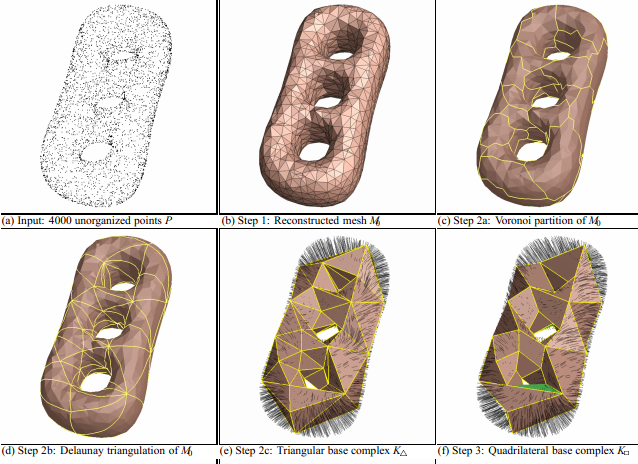 (a) Input: 4000 unorganized points P
(b) Step 1: Reconstructed mesh M₀
(c) Step 2a: Voronoi partition of M₀
(d) Step 2b: Delaunay triangulation of M₀
(e) Step 2c: Triangular base complex K△
(f) Step 3: Quadrilateral base complex K□